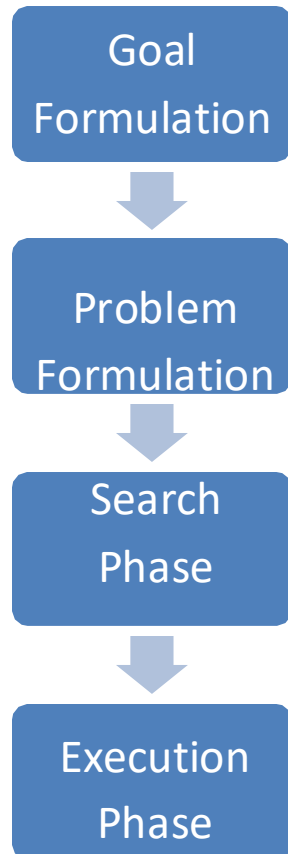 Goal
Formulation
Problem
Formulation
Search
Phase
Execution
Phase